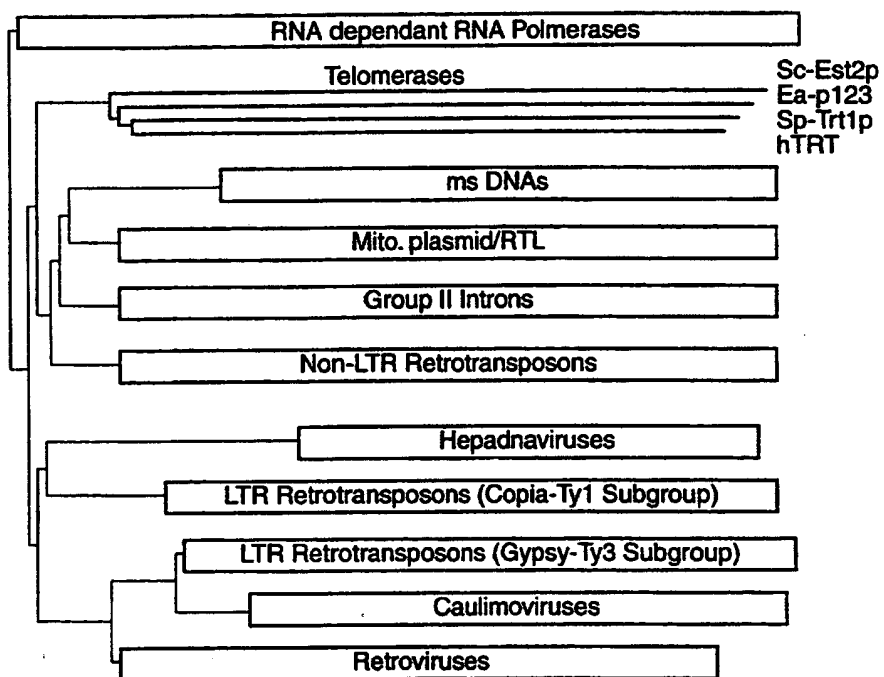 RNA dependant RNA Polmerases
Telomerases
Sc-Est2p
Ea-p123
Sp-Trt1p
hTRT
ms DNAs
Mito. plasmid/RTL
Group II Introns
Non-LTR Retrotransposons
Hepadnaviruses
LTR Retrotransposons (Copia-Ty1 Subgroup)
LTR Retrotransposons (Gypsy-Ty3 Subgroup)
Caulimoviruses
Retroviruses